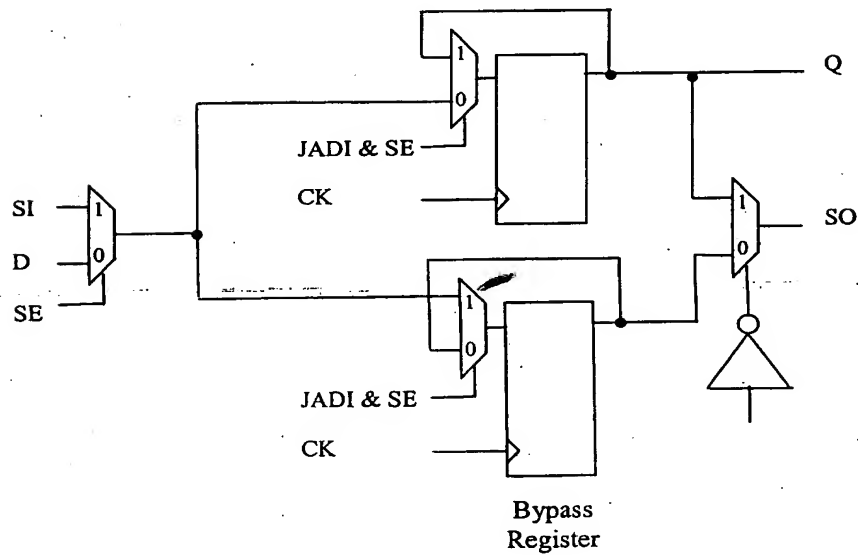 1
Q
0
JADI & SE
CK
SI
1
1
SO
D
0
0
SE
1
0
JADI & SE
CK
Bypass
Register